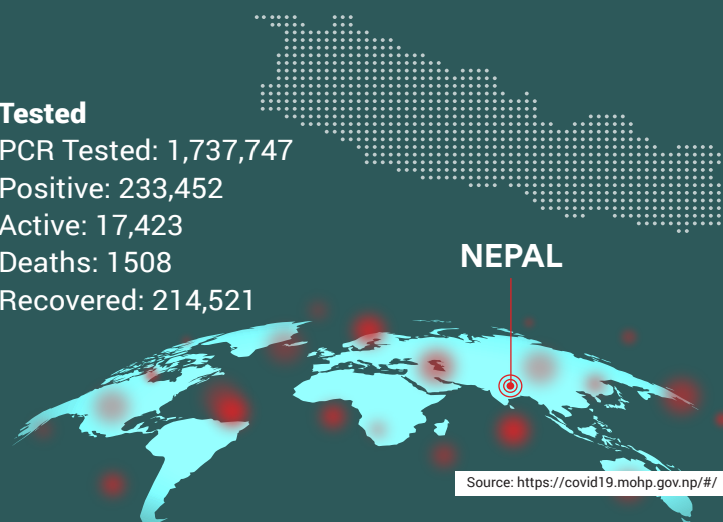 Tested
PCR Tested: 1,737,747
Positive: 233,452
Active: 17,423
Deaths: 1508
Recovered: 214,521
NEPAL
Source: https://covid19.mohp.gov.np/#/